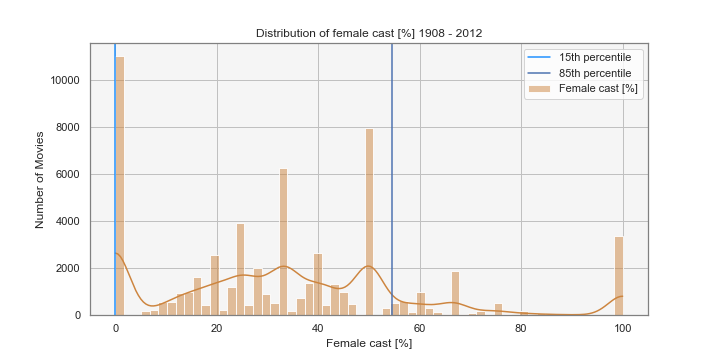 Distribution of female cast [%] 1908 - 2012
15th percentile
85th percentile
Female cast [%]
Number of Movies
10000
8000
6000
4000
2000
0
0 20 40 60 80 100
Female cast [%]